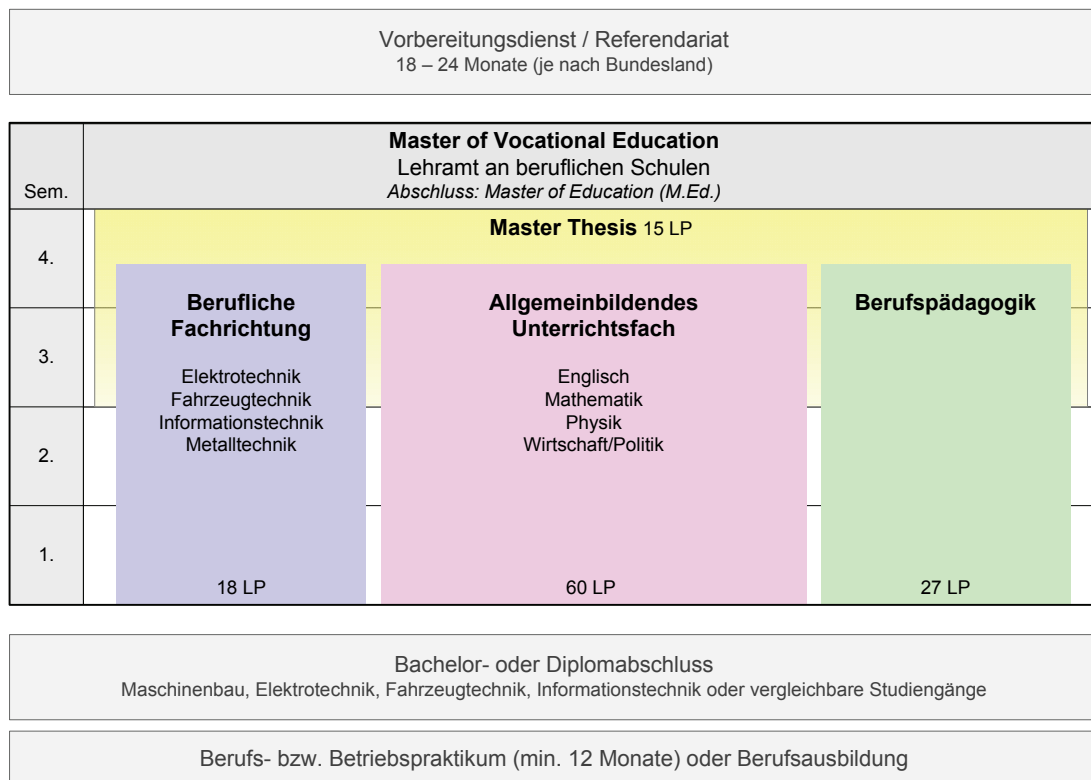 Vorbereitungsdienst / Referendariat
18 – 24 Monate (je nach Bundesland)
Sem.
Master of Vocational Education
Lehramt an beruflichen Schulen
Abschluss: Master of Education (M.Ed.)
4.
Master Thesis 15 LP
Berufliche
Fachrichtung
Allgemeinbildendes
Unterrichtsfach
Berufspädagogik
3.
Elektrotechnik
Fahrzeugtechnik
Informationstechnik
Metalltechnik
Englisch
Mathematik
Physik
Wirtschaft/Politik
2.
1.
18 LP
60 LP
27 LP
Bachelor- oder Diplomabschluss
Maschinenbau, Elektrotechnik, Fahrzeugtechnik, Informationstechnik oder vergleichbare Studiengänge
Berufs- bzw. Betriebspraktikum (min. 12 Monate) oder Berufsausbildung